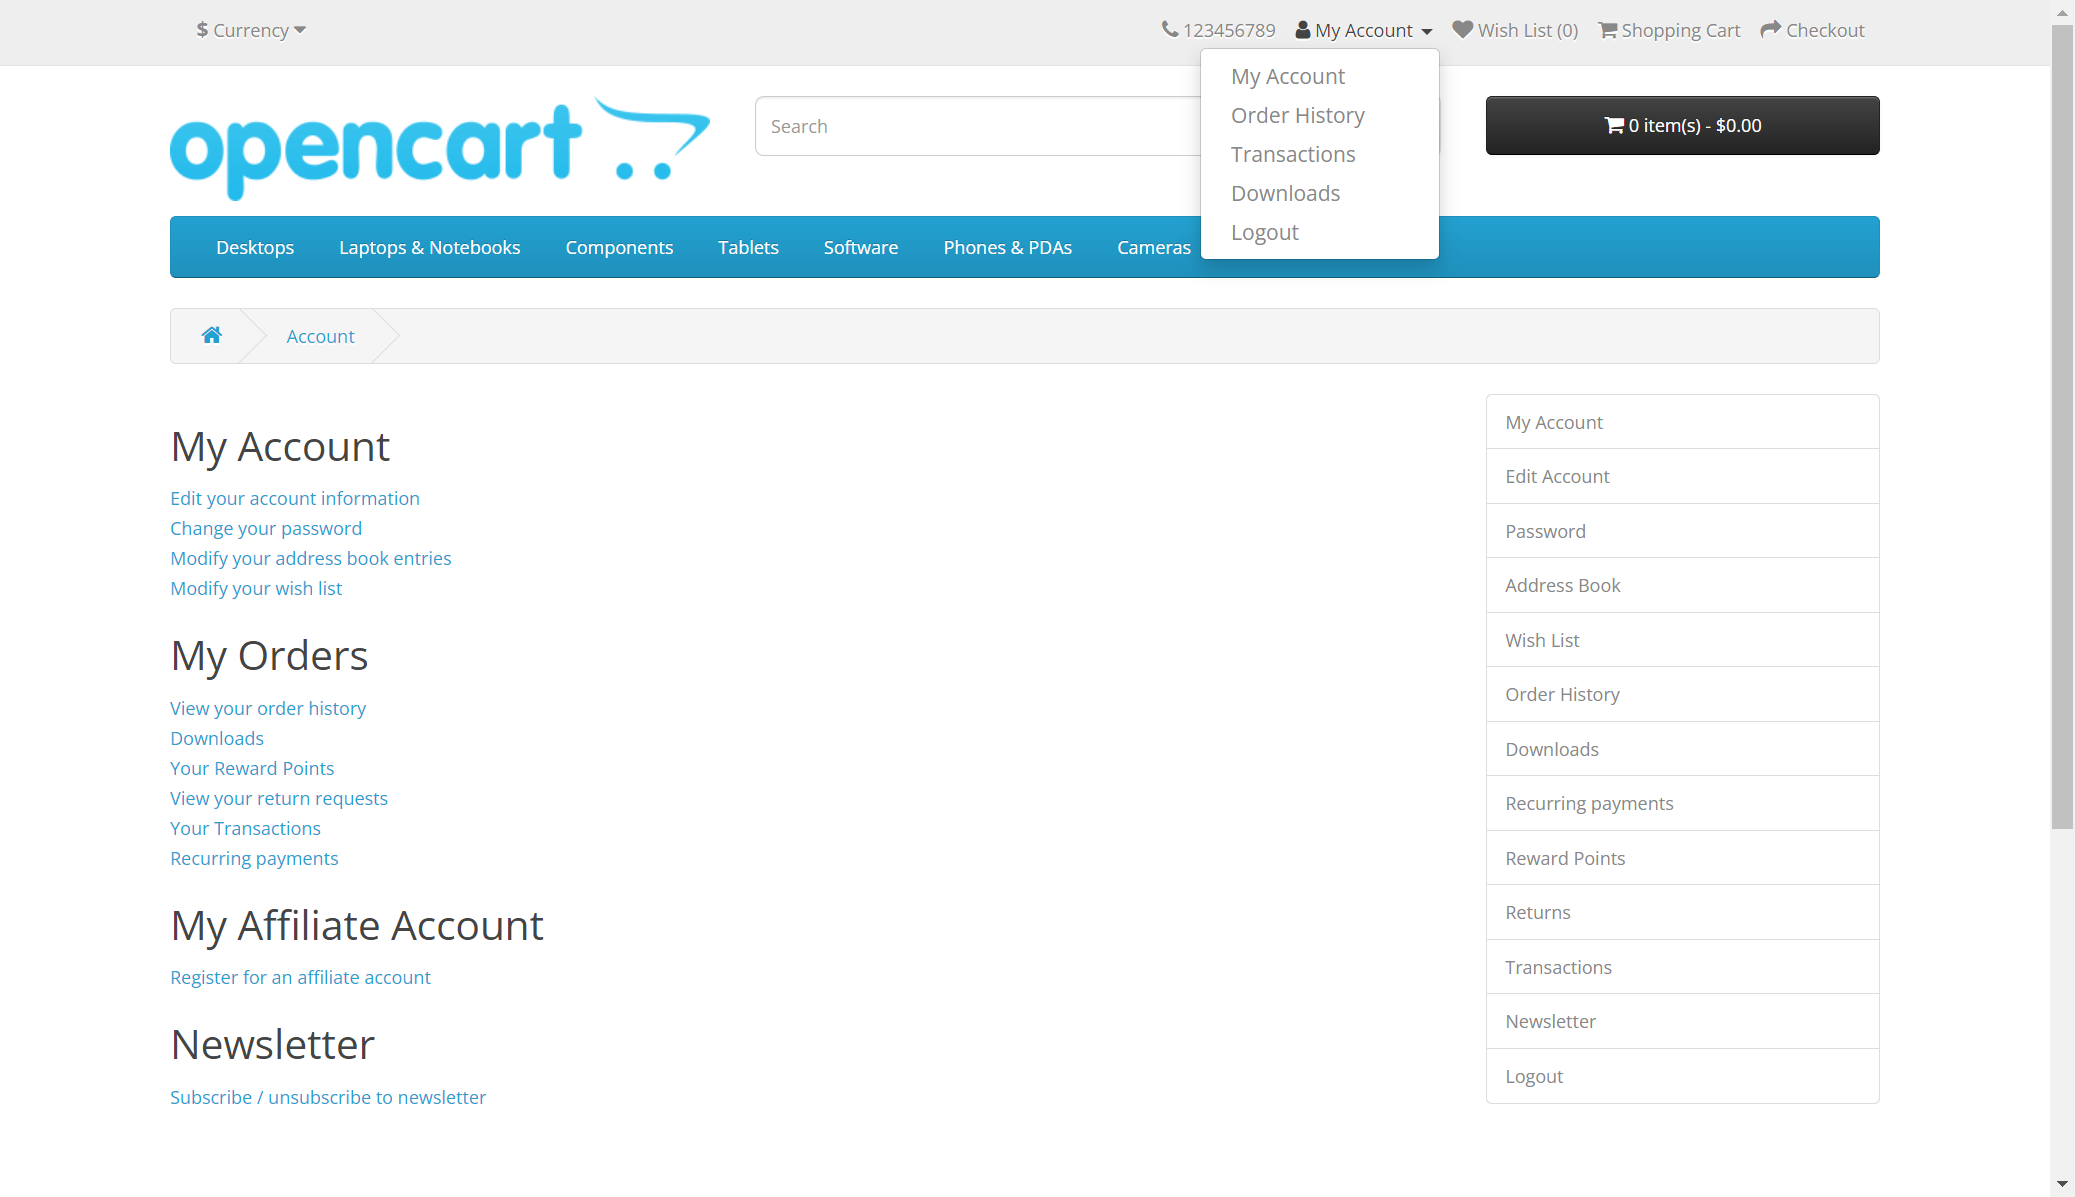 $ Currency
123456789
My Account
Wish List (0)
Shopping Cart
Checkout
My Account
Order History
Transactions
Downloads
Logout
opencart
Search
0 item(s) - $0.00
Desktops
Laptops & Notebooks
Components
Tablets
Software
Phones & PDAs
Cameras
Account
My Account
Edit your account information
Change your password
Modify your address book entries
Modify your wish list
My Orders
View your order history
Downloads
Your Reward Points
View your return requests
Your Transactions
Recurring payments
My Affiliate Account
Register for an affiliate account
Newsletter
Subscribe / unsubscribe to newsletter
My Account
Edit Account
Password
Address Book
Wish List
Order History
Downloads
Recurring payments
Reward Points
Returns
Transactions
Newsletter
Logout